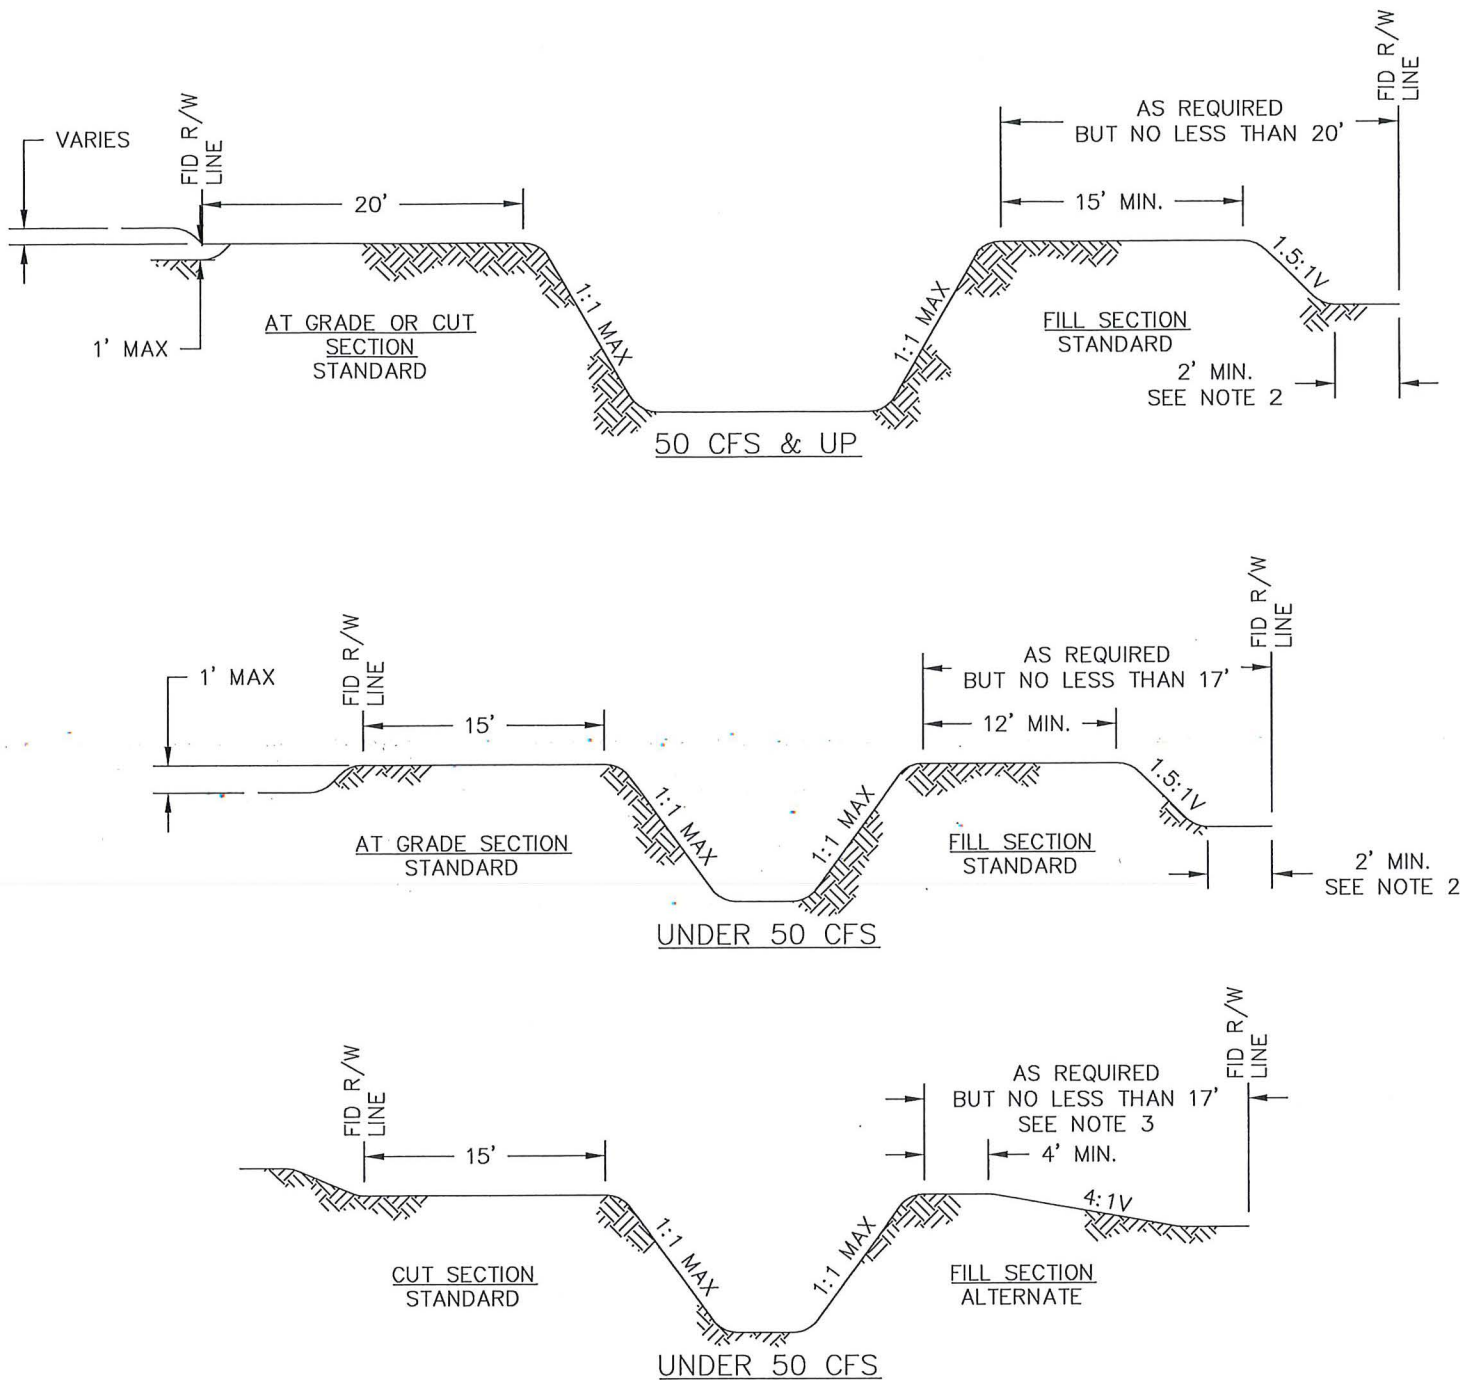 FID R/W
LINE
AS REQUIRED
BUT NO LESS THAN 20'
VARIES
FID R/W
LINE
20'
15' MIN.
1.5:1V
1:1 MAX
1:1 MAX
AT GRADE OR CUT
SECTION
STANDARD
FILL SECTION
STANDARD
1' MAX
2' MIN.
SEE NOTE 2
50 CFS & UP
FID R/W
LINE
FID R/W
LINE
AS REQUIRED
BUT NO LESS THAN 17'
1' MAX
15'
12' MIN.
1.5:1V
1:1 MAX
1:1 MAX
AT GRADE SECTION
STANDARD
FILL SECTION
STANDARD
2' MIN.
SEE NOTE 2
UNDER 50 CFS
FID R/W
LINE
FID R/W
LINE
AS REQUIRED
BUT NO LESS THAN 17'
SEE NOTE 3
15'
4' MIN.
4:1V
1:1 MAX
1:1 MAX
CUT SECTION
STANDARD
FILL SECTION
ALTERNATE
UNDER 50 CFS